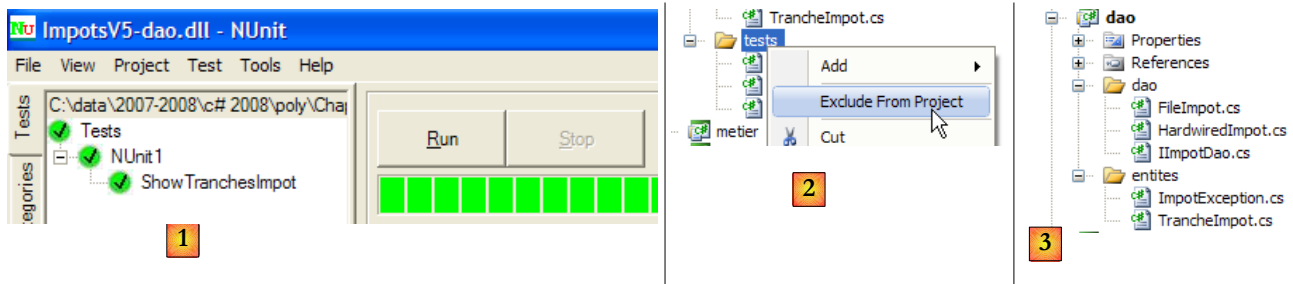 NU ImpotsV5-dao.dll - NUnit
File View Project Test Tools Help
Tests
C:\data\2007-2008\c# 2008\poly\Chap
Tests
NUnit1
ShowTranchesImpot
egories
Run
Stop
1
TrancheImpot.cs
tests
Add
Exclude From Project
metier
Cut
2
dao
Properties
References
dao
FileImpot.cs
HardwiredImpot.cs
IImpotDao.cs
entites
ImpotException.cs
TrancheImpot.cs
3